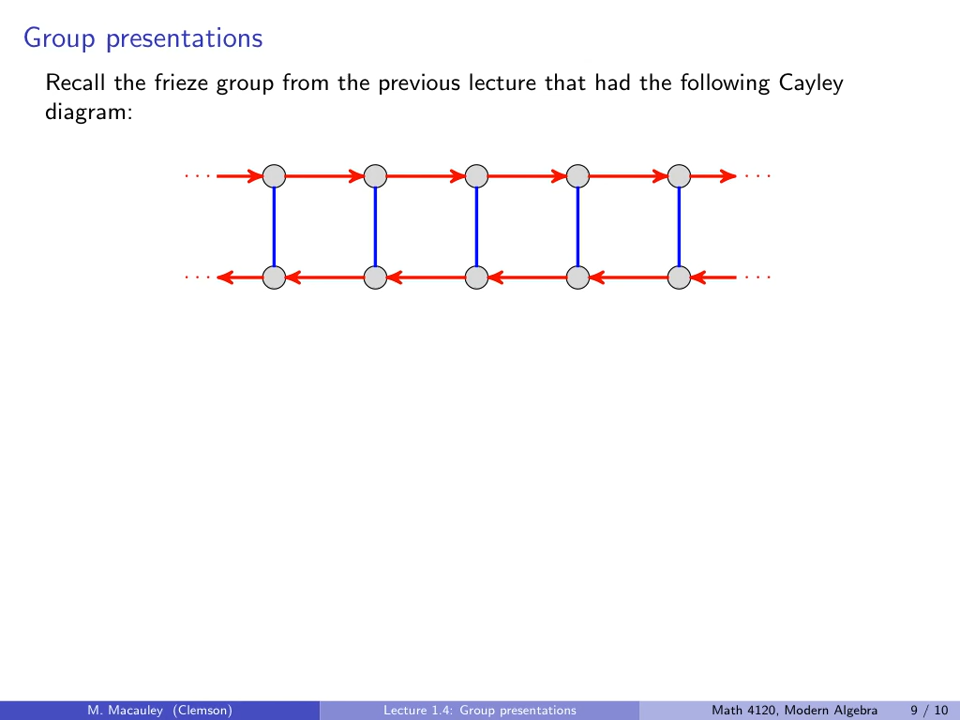 Group presentations
Recall the frieze group from the previous lecture that had the following Cayley
diagram:
··· ···
··· ···
M. Macauley (Clemson) Lecture 1.4: Group presentations Math 4120, Modern Algebra 9 / 10